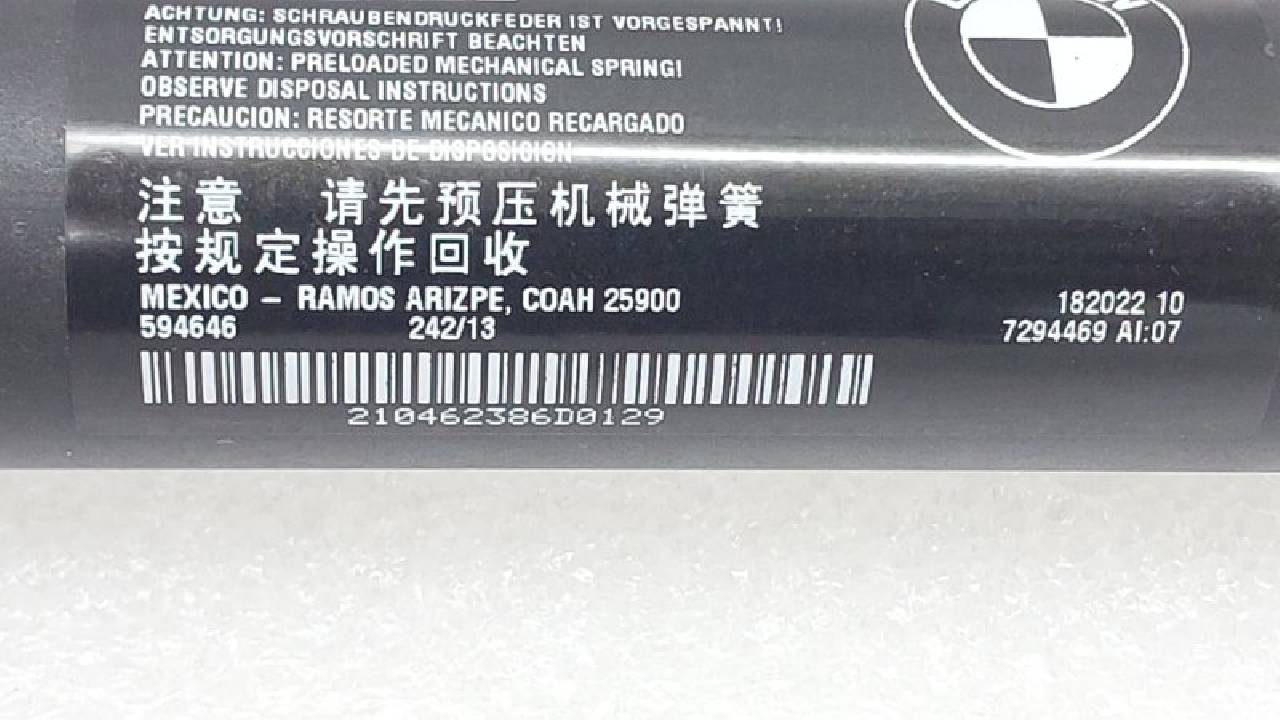 ACHTUNG: SCHRAUBENDRUCKFEDER IST VORGESPANNT!
ENTSORGUNGSVORSCHRIFT BEACHTEN
ATTENTION: PRELOADED MECHANICAL SPRING!
OBSERVE DISPOSAL INSTRUCTIONS
PRECAUCION: RESORTE MECANICO RECARGADO
VER INSTRUCCIONES DE DISPOSICION
注意 请先预压机械弹簧
按规定操作回收
MEXICO – RAMOS ARIZPE, COAH 25900
182022 10
594646 242/13
7294469 AI:07
210462386D0129